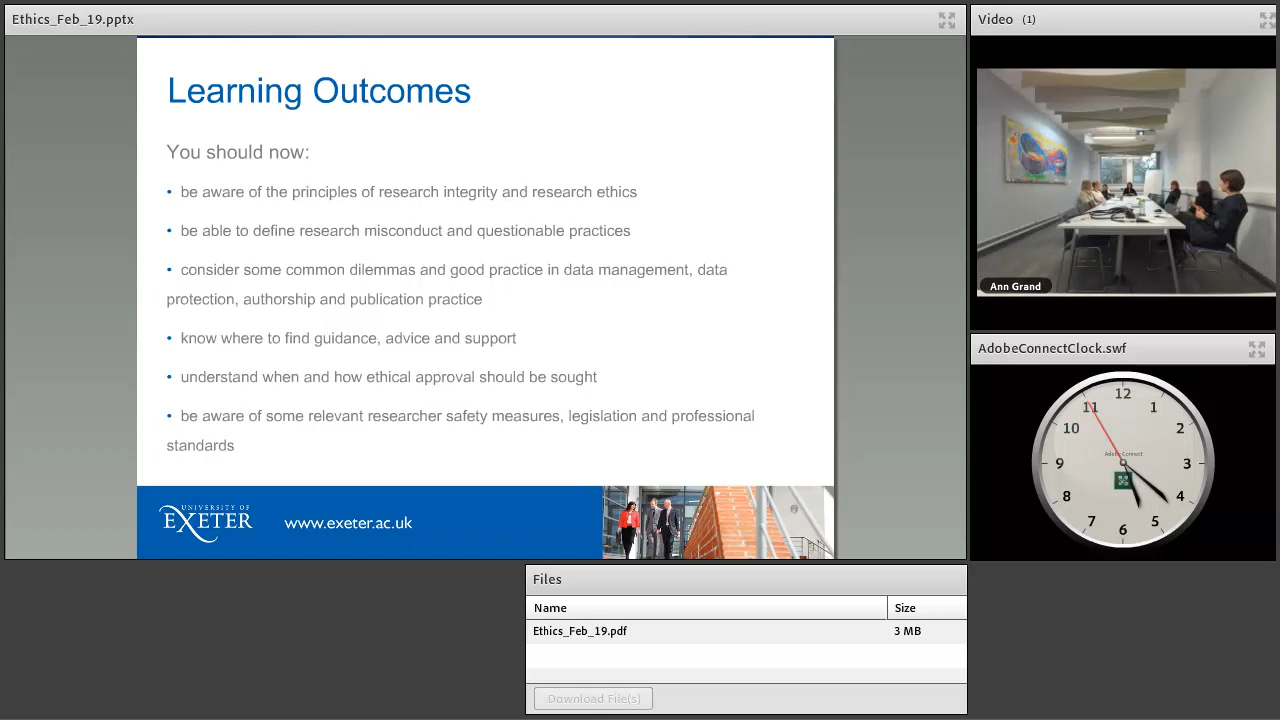 Ethics_Feb_19.pptx
Learning Outcomes
You should now:
• be aware of the principles of research integrity and research ethics
• be able to define research misconduct and questionable practices
• consider some common dilemmas and good practice in data management, data
protection, authorship and publication practice
• know where to find guidance, advice and support
• understand when and how ethical approval should be sought
• be aware of some relevant researcher safety measures, legislation and professional
standards
UNIVERSITY OF
EXETER
www.exeter.ac.uk
Video (1)
Ann Grand
AdobeConnectClock.swf
12
1
2
3
4
5
6
7
8
9
10
11
Adobe Connect
Files
Name Size
Ethics_Feb_19.pdf 3 MB
Download File(s)